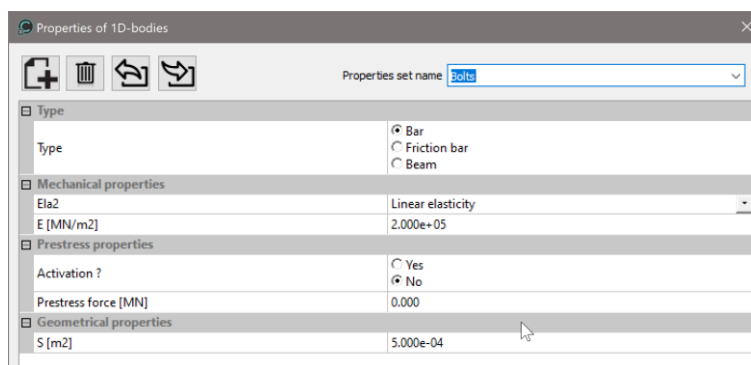 Properties of 1D-bodies
Properties set name Bolts
Type
Type
Bar
Friction bar
Beam
Mechanical properties
Ela2 Linear elasticity
E [MN/m2] 2.000e+05
Prestress properties
Activation ?
Yes
No
Prestress force [MN] 0.000
Geometrical properties
S [m2] 5.000e-04